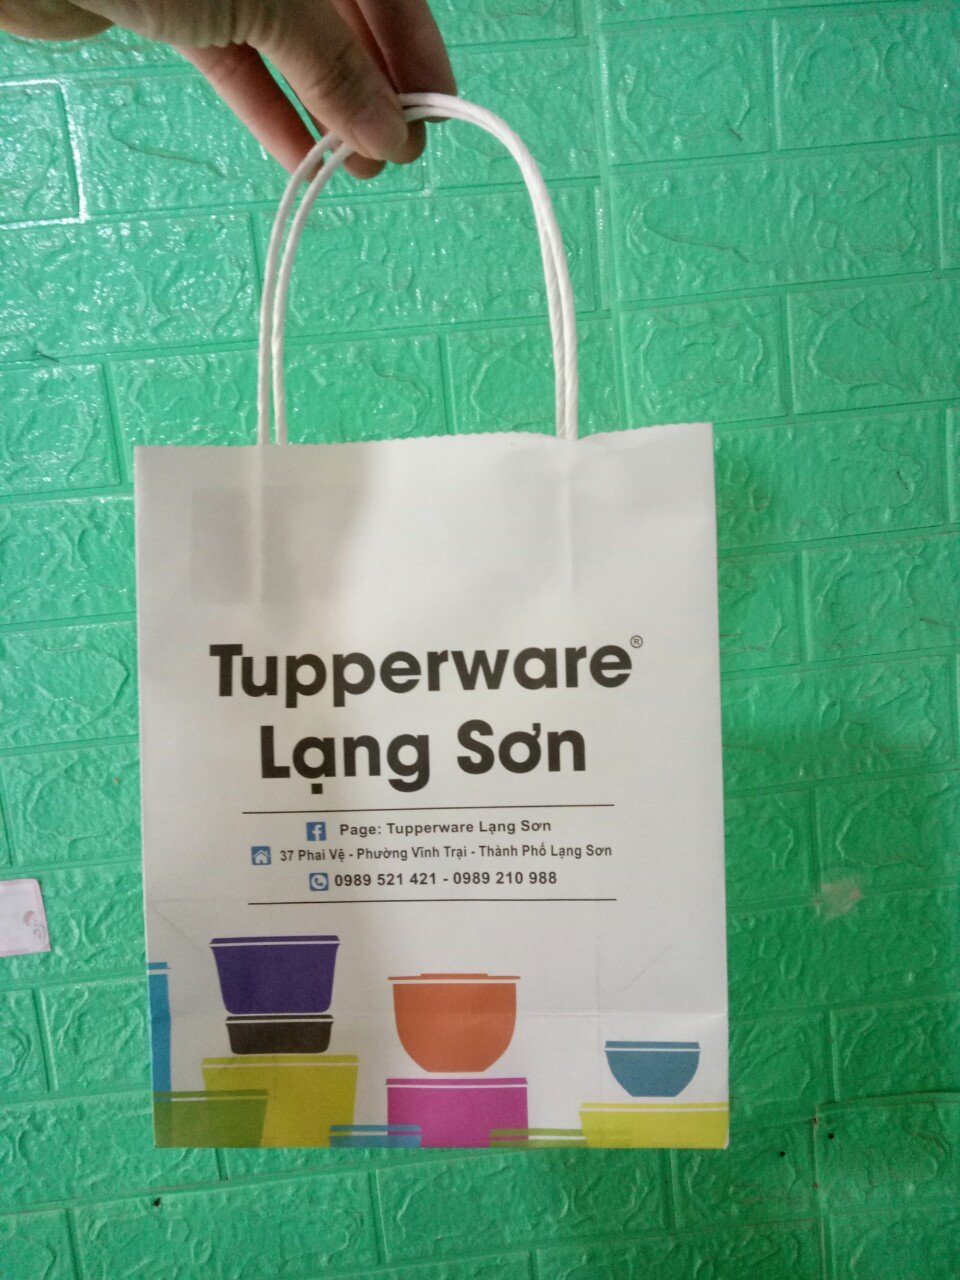 Tupperware®
Lạng Sơn
Page: Tupperware Lạng Sơn
37 Phai Vệ - Phường Vĩnh Trại - Thành Phố Lạng Sơn
0989 521 421 - 0989 210 988